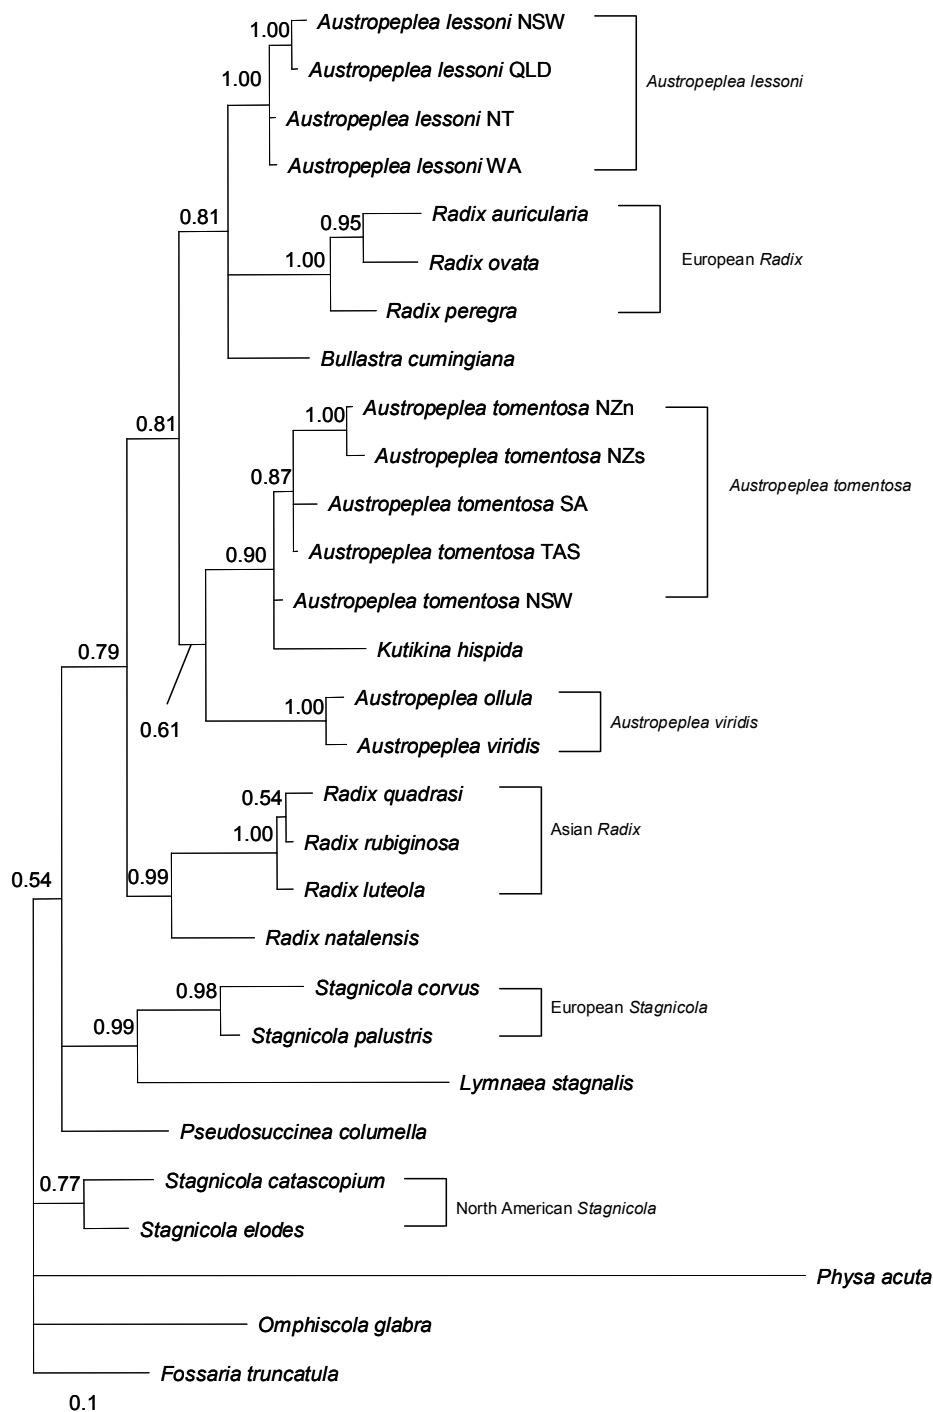 1.00
Austropeplea lessoni NSW
Austropeplea lessoni QLD
1.00
Austropeplea lessoni
Austropeplea lessoni NT
Austropeplea lessoni WA
0.81
Radix auricularia
0.95
Radix ovata
European Radix
1.00
Radix peregra
Bullastra cumingiana
Austropeplea tomentosa NZn
1.00
0.81
Austropeplea tomentosa NZs
0.87
Austropeplea tomentosa
Austropeplea tomentosa SA
Austropeplea tomentosa TAS
0.90
Austropeplea tomentosa NSW
Kutikina hispida
0.79
Austropeplea ollula
1.00
Austropeplea viridis
0.61
Austropeplea viridis
Radix quadrasi
0.54
Asian Radix
1.00
Radix rubiginosa
0.99
0.54
Radix luteola
Radix natalensis
Stagnicola corvus
0.98
European Stagnicola
0.99
Stagnicola palustris
Lymnaea stagnalis
Pseudosuccinea columella
0.77
Stagnicola catascopium
North American Stagnicola
Stagnicola elodes
Physa acuta
Omphiscola glabra
Fossaria truncatula
0.1